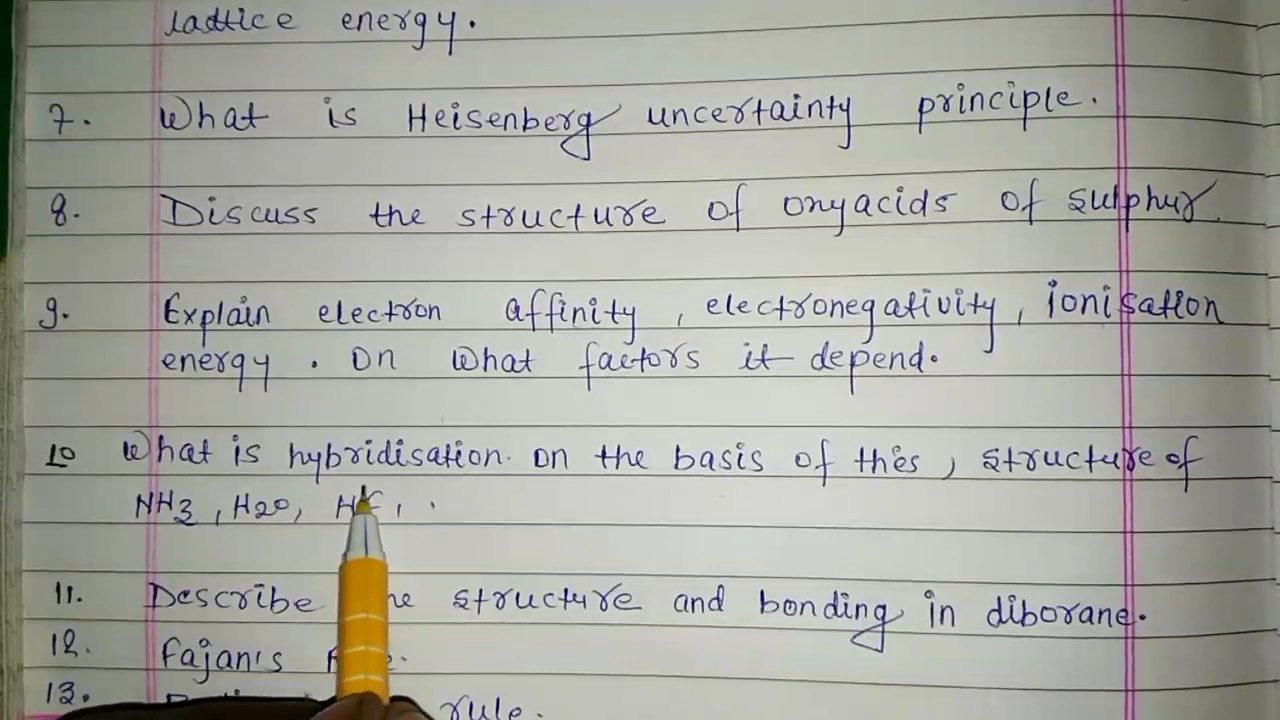 lattice energy.
7. What is Heisenberg uncertainty principle.
8. Discuss the structure of oxyacids of sulphur.
9. Explain electron affinity, electronegativity, ionisation
energy. On what factors it depend.
10 What is hybridisation. On the basis of this, structure of
NH3, H2O,
11. Describe structure and bonding in diborane.
12. Fajan's
13. rule.